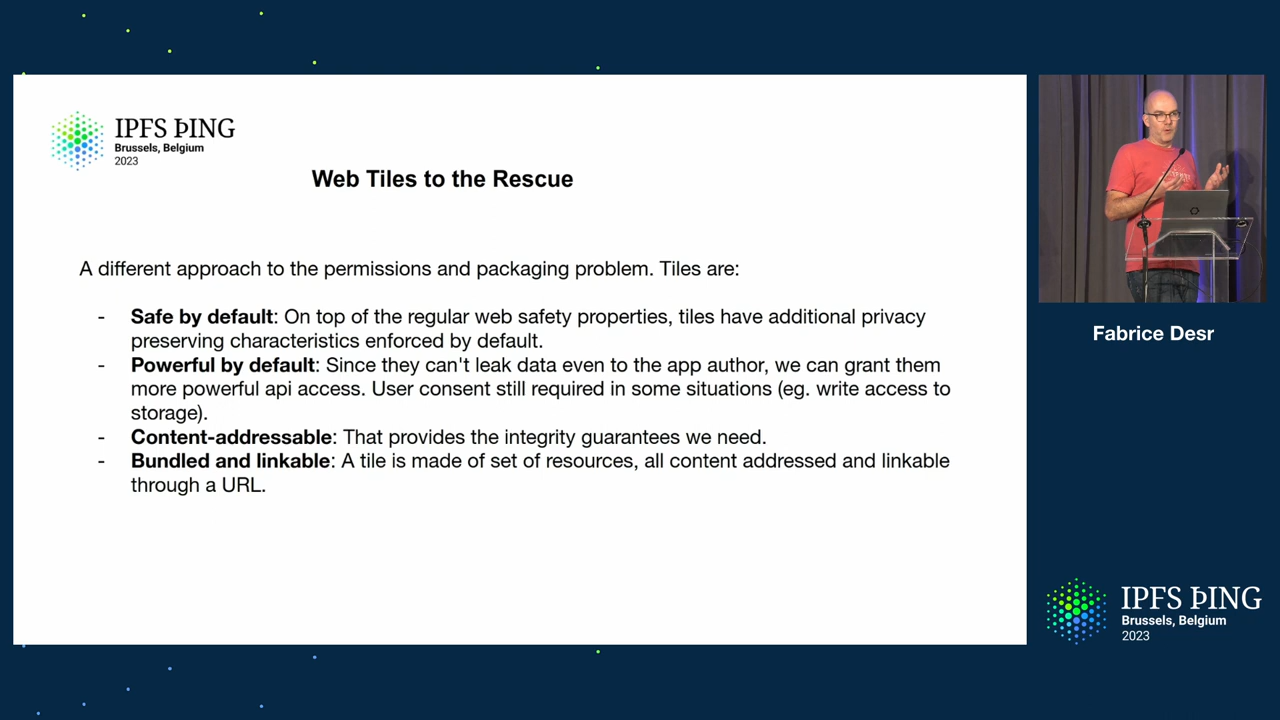 IPFS ÞING
Brussels, Belgium
2023
Web Tiles to the Rescue
A different approach to the permissions and packaging problem. Tiles are:
- Safe by default: On top of the regular web safety properties, tiles have additional privacy
preserving characteristics enforced by default.
- Powerful by default: Since they can't leak data even to the app author, we can grant them
more powerful api access. User consent still required in some situations (eg. write access to
storage).
- Content-addressable: That provides the integrity guarantees we need.
- Bundled and linkable: A tile is made of set of resources, all content addressed and linkable
through a URL.
Fabrice Desr
IPFS ÞING
Brussels, Belgium
2023